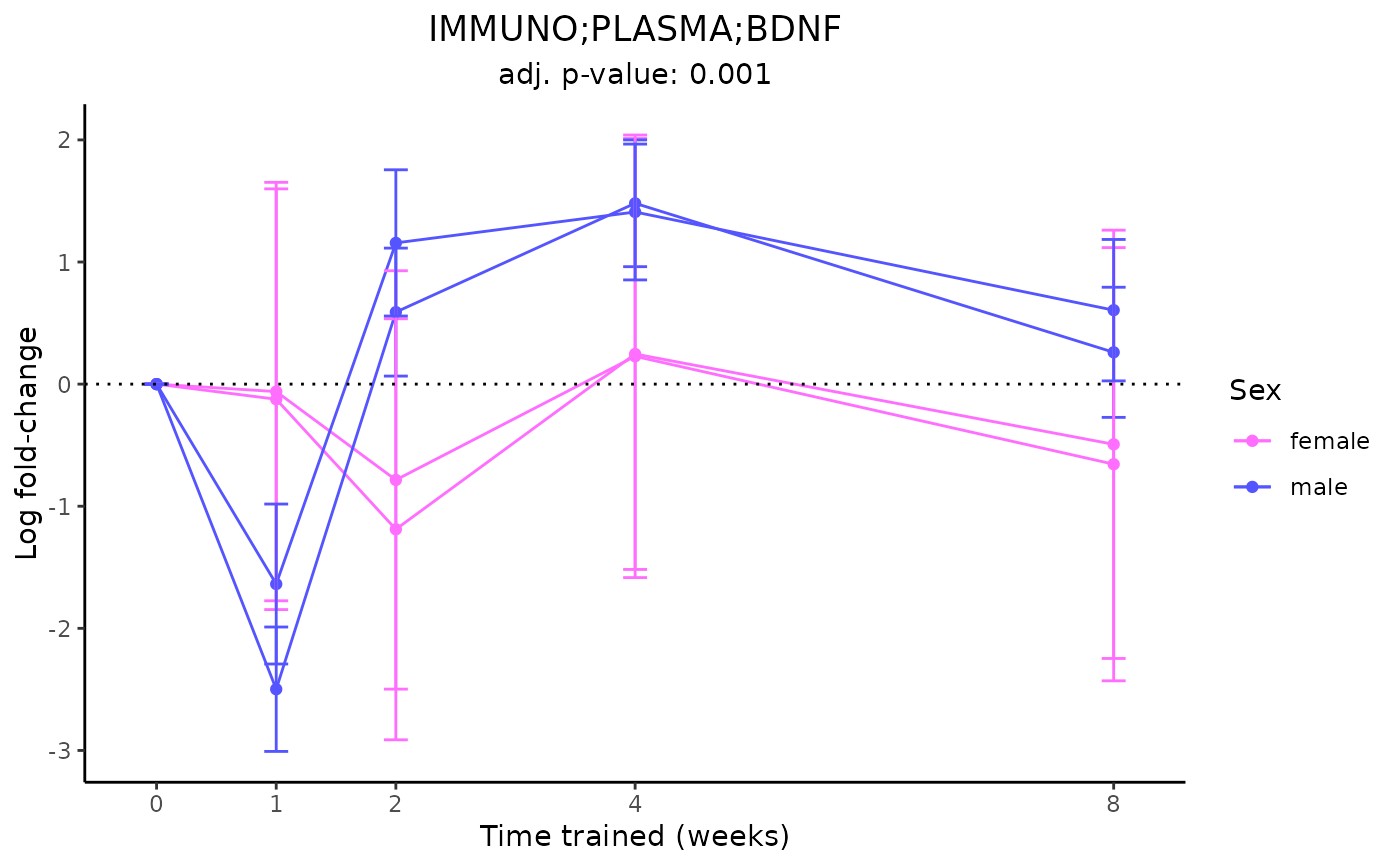 IMMUNO;PLASMA;BDNF
adj. p-value: 0.001
Log fold-change
2
1
0
-1
-2
-3
0 1 2 4 8
Time trained (weeks)
Sex
female
male